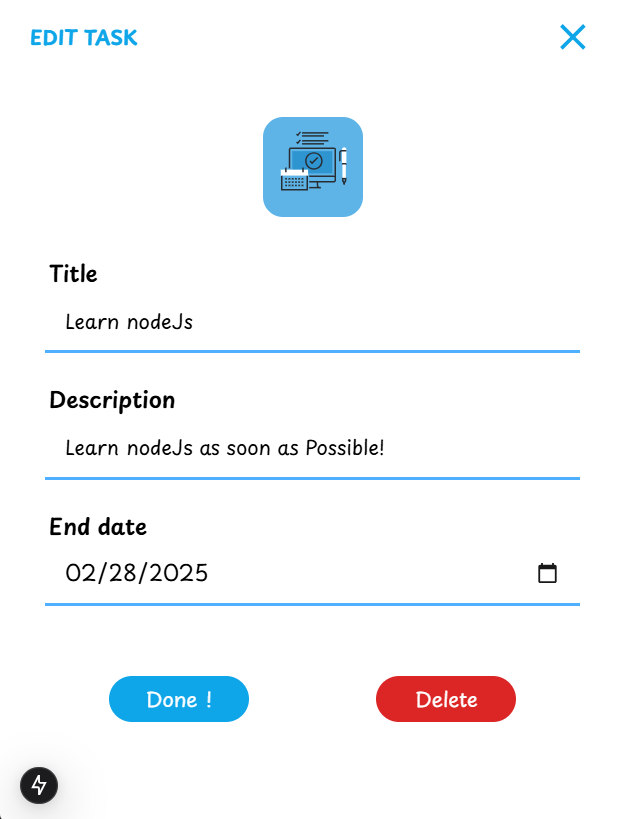 EDIT TASK
Title
Learn nodeJs
Description
Learn nodeJs as soon as Possible!
End date
02/28/2025
Done !
Delete